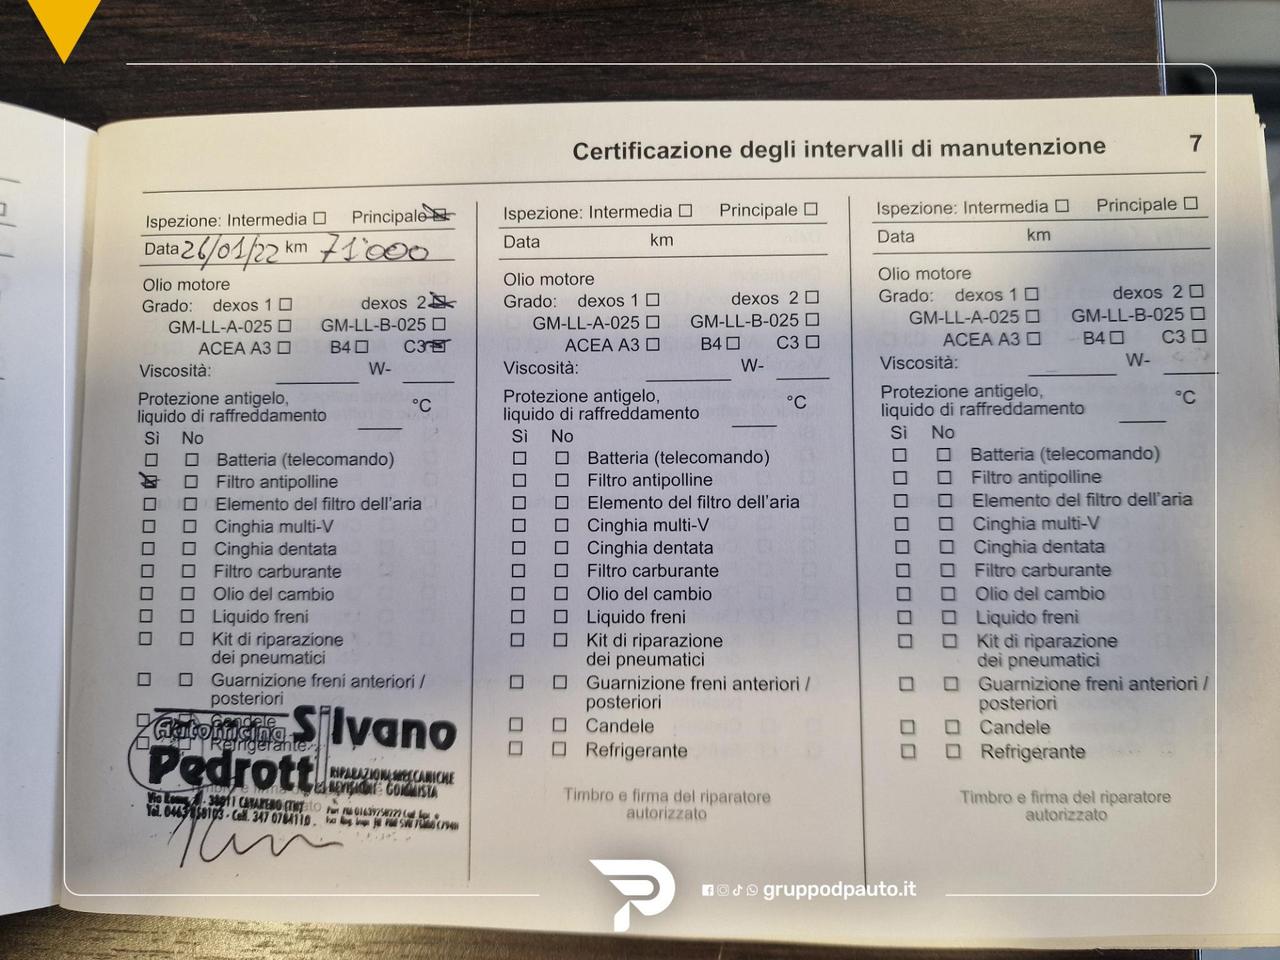 Certificazione degli intervalli di manutenzione 7
Ispezione: Intermedia Principale
Data 26/01/22 km 71'000
Olio motore
Grado: dexos 1 dexos 2
GM-LL-A-025 GM-LL-B-025
ACEA A3 B4 C3
Viscosità: W-
Protezione antigelo,
liquido di raffreddamento °C
Sì No
Batteria (telecomando)
Filtro antipolline
Elemento del filtro dell'aria
Cinghia multi-V
Cinghia dentata
Filtro carburante
Olio del cambio
Liquido freni
Kit di riparazione
dei pneumatici
Guarnizione freni anteriori /
posteriori
Candele
Refrigerante
Autofficina Silvano
Pedrotti
RIPARAZIONI MECCANICHE
REVISIONI GOMMISTA
Ispezione: Intermedia Principale
Data km
Olio motore
Grado: dexos 1 dexos 2
GM-LL-A-025 GM-LL-B-025
ACEA A3 B4 C3
Viscosità: W-
Protezione antigelo,
liquido di raffreddamento °C
Sì No
Batteria (telecomando)
Filtro antipolline
Elemento del filtro dell'aria
Cinghia multi-V
Cinghia dentata
Filtro carburante
Olio del cambio
Liquido freni
Kit di riparazione
dei pneumatici
Guarnizione freni anteriori /
posteriori
Candele
Refrigerante
Timbro e firma del riparatore
autorizzato
Ispezione: Intermedia Principale
Data km
Olio motore
Grado: dexos 1 dexos 2
GM-LL-A-025 GM-LL-B-025
ACEA A3 B4 C3
Viscosità: W-
Protezione antigelo,
liquido di raffreddamento °C
Sì No
Batteria (telecomando)
Filtro antipolline
Elemento del filtro dell'aria
Cinghia multi-V
Cinghia dentata
Filtro carburante
Olio del cambio
Liquido freni
Kit di riparazione
dei pneumatici
Guarnizione freni anteriori /
posteriori
Candele
Refrigerante
Timbro e firma del riparatore
autorizzato
gruppodpauto.it